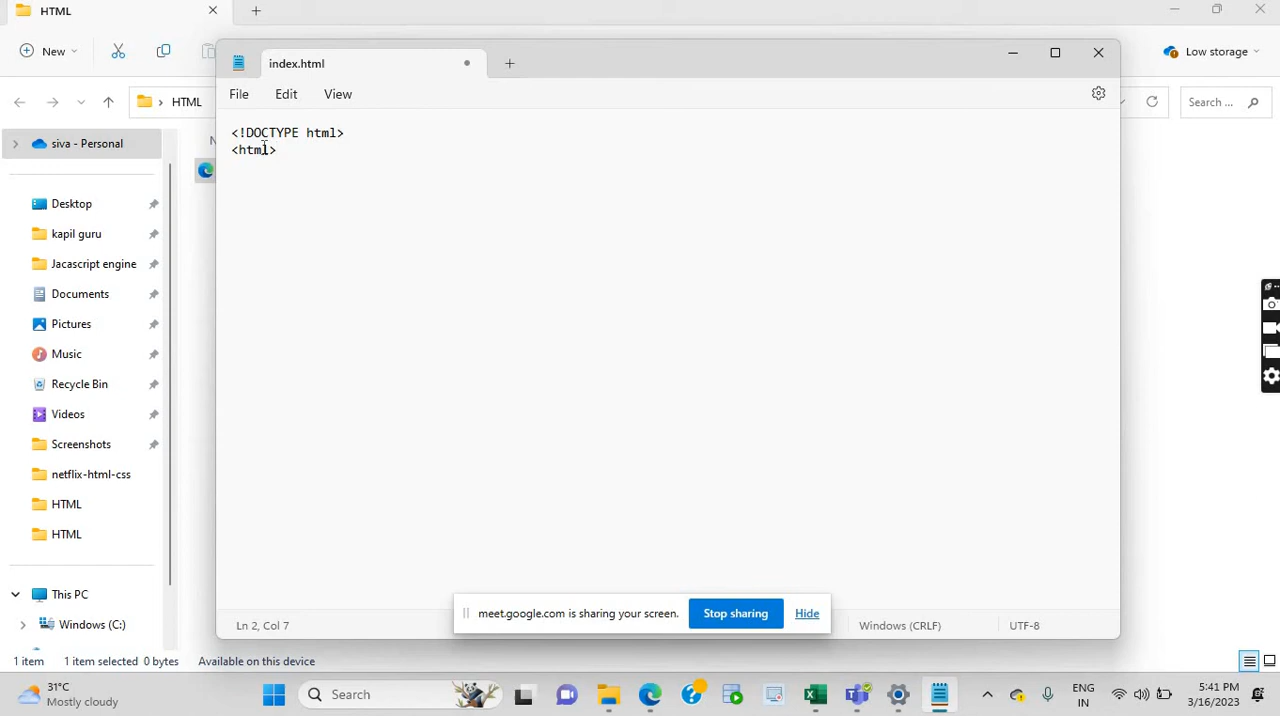 HTML
New
Low storage
index.html
HTML
Search ...
File Edit View
<!DOCTYPE html>
<html>
siva - Personal
N
Desktop
kapil guru
Jacascript engine
Documents
Pictures
Music
Recycle Bin
Videos
Screenshots
netflix-html-css
HTML
HTML
This PC
Windows (C:)
meet.google.com is sharing your screen. Stop sharing Hide
Ln 2, Col 7 Windows (CRLF) UTF-8
1 item 1 item selected 0 bytes Available on this device
31°C
Mostly cloudy
Search
ENG
IN
5:41 PM
3/16/2023